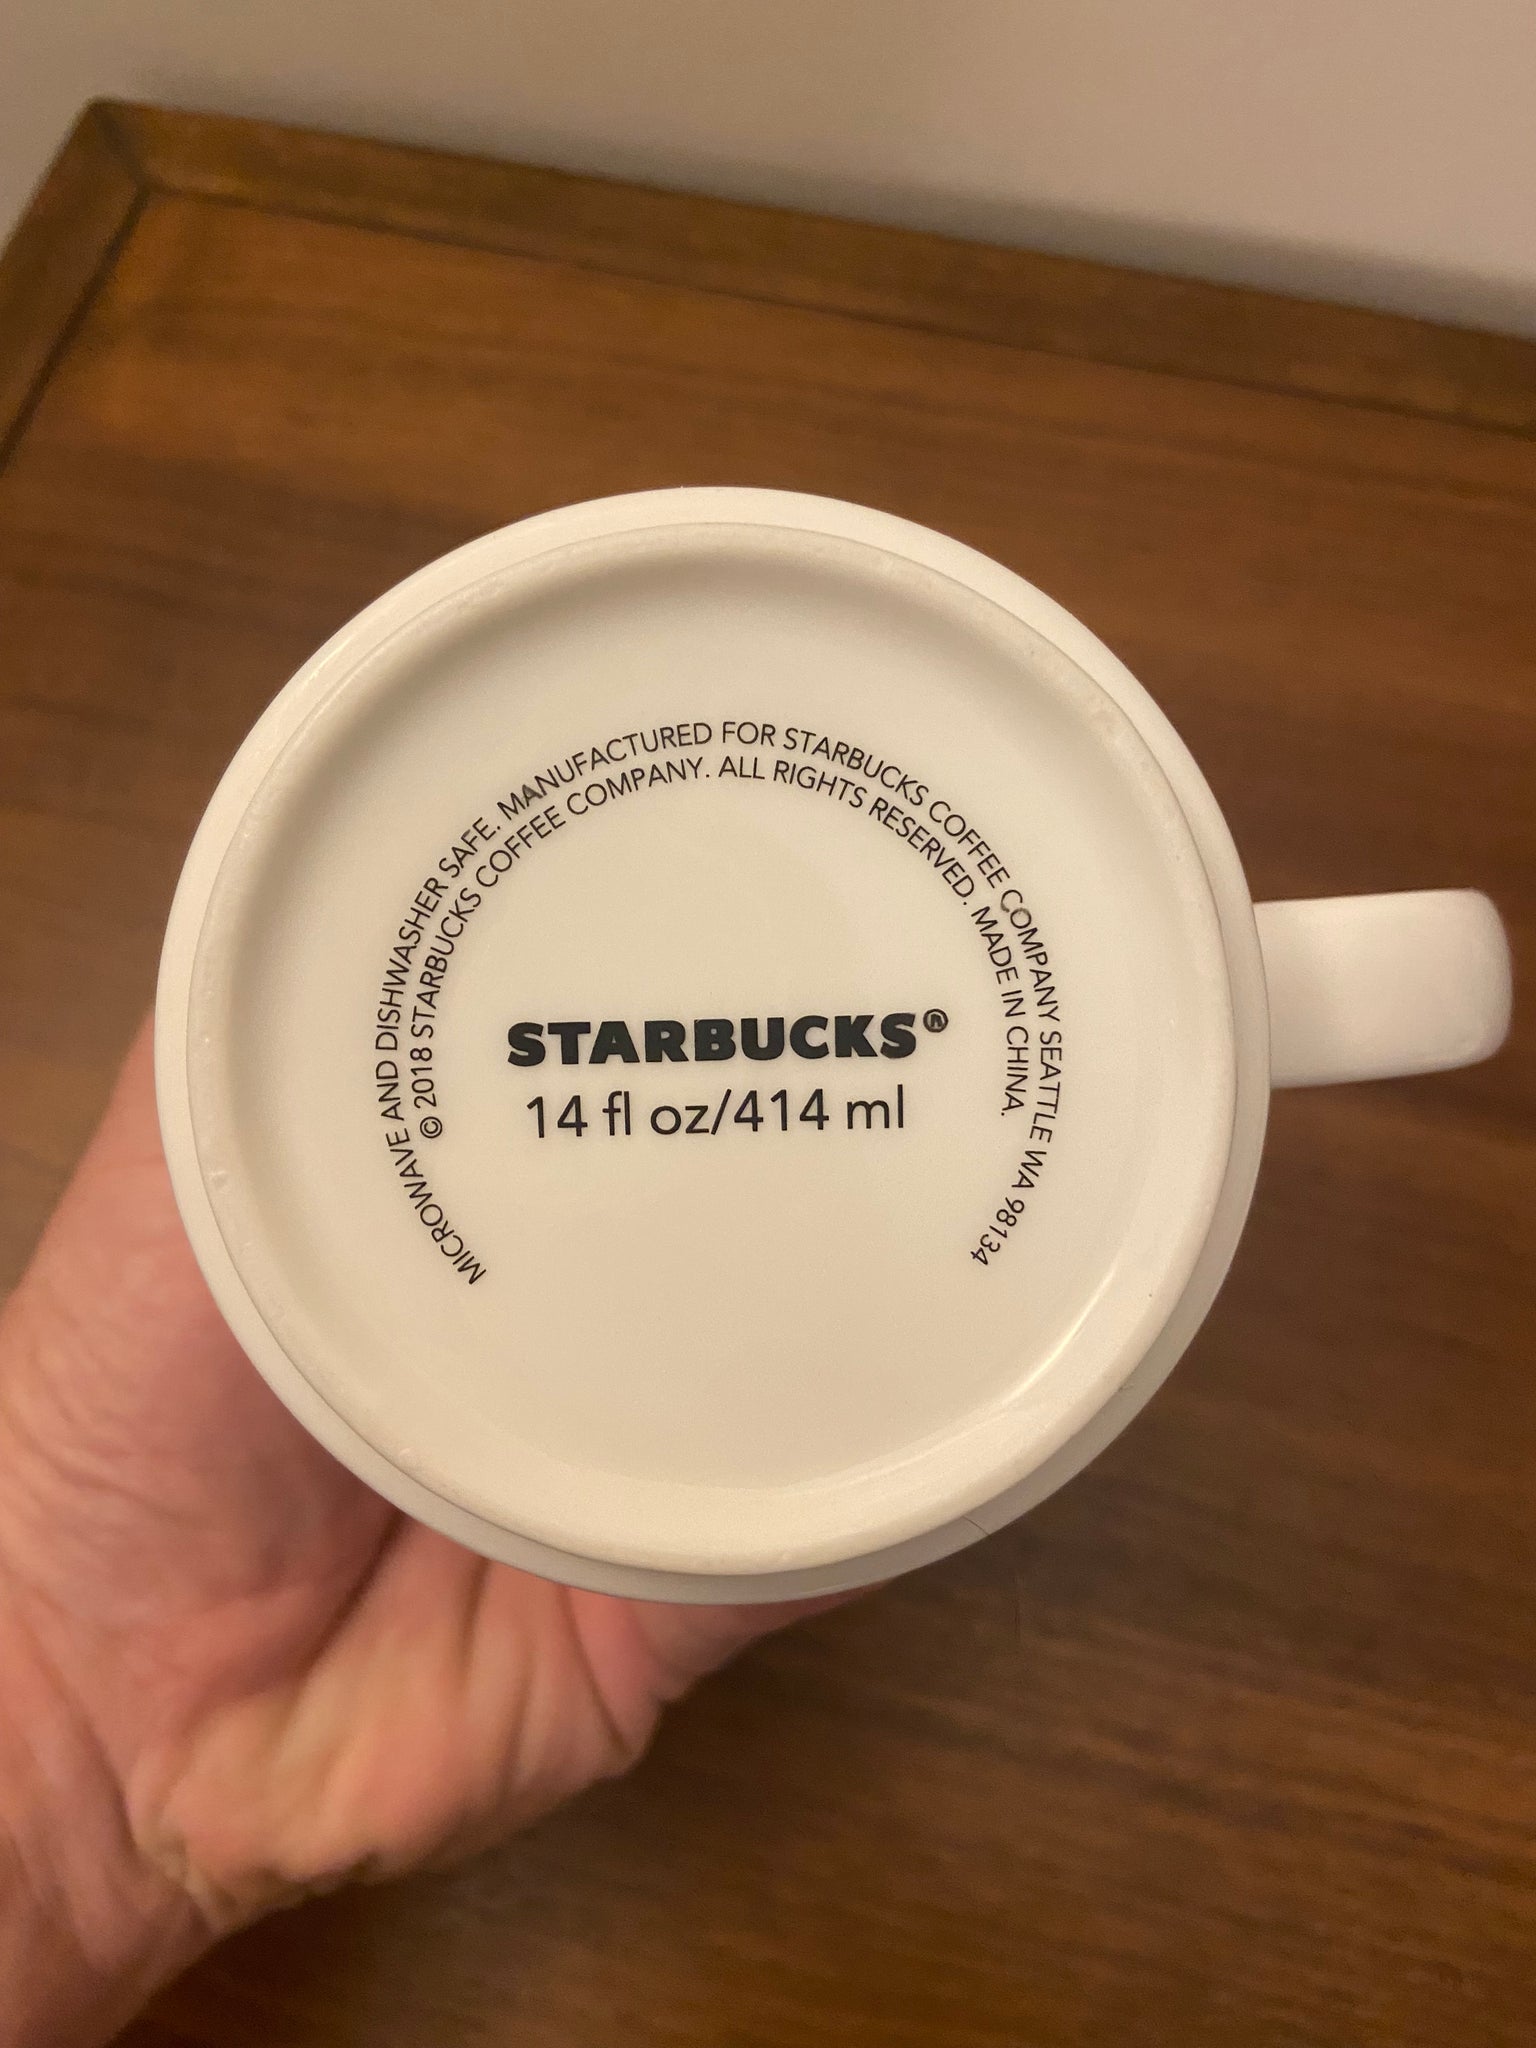 MICROWAVE AND DISHWASHER SAFE. MANUFACTURED FOR STARBUCKS COFFEE COMPANY SEATTLE WA 98134
© 2018 STARBUCKS COFFEE COMPANY. ALL RIGHTS RESERVED. MADE IN CHINA.
STARBUCKS®
14 fl oz/414 ml